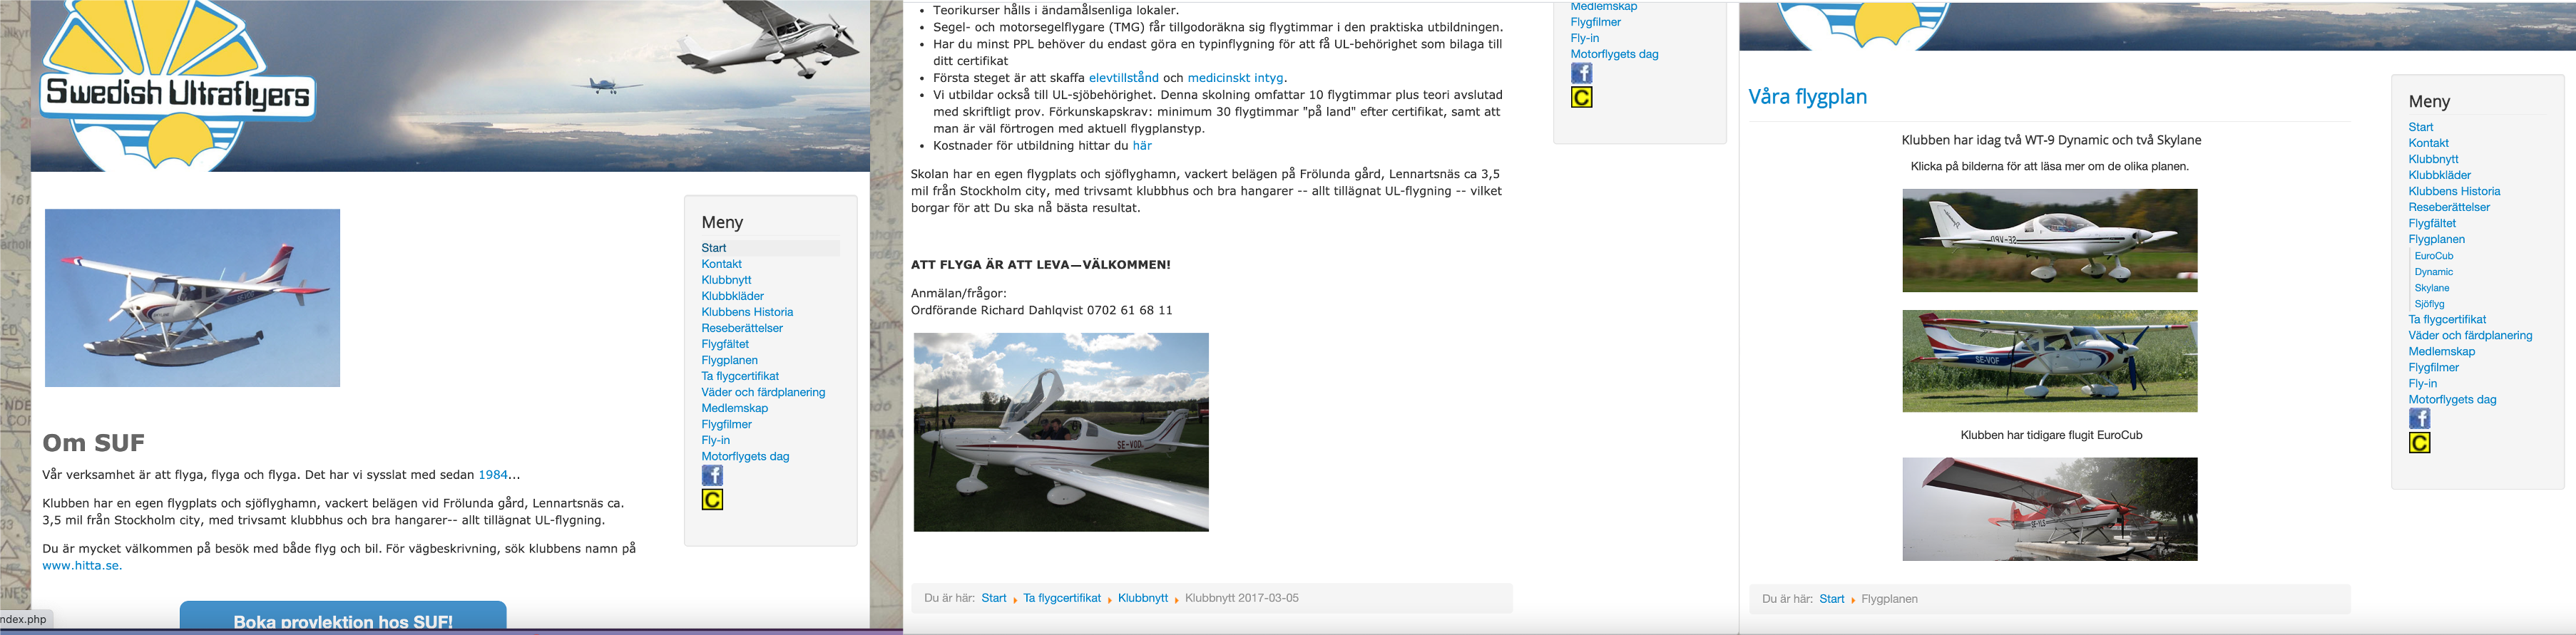 Swedish Ultraflyers
Meny
Start
Kontakt
Klubbnytt
Klubbkläder
Klubbens Historia
Reseberättelser
Flygfältet
Flygplanen
Ta flygcertifikat
Väder och färdplanering
Medlemskap
Flygfilmer
Fly-in
Motorflygets dag
f
C
Om SUF
Vår verksamhet är att flyga, flyga och flyga. Det har vi sysslat med sedan 1984...
Klubben har en egen flygplats och sjöflyghamn, vackert belägen vid Frölunda gård, Lennartsnäs ca.
3,5 mil från Stockholm city, med trivsamt klubbhus och bra hangarer-- allt tillägnat UL-flygning.
Du är mycket välkommen på besök med både flyg och bil. För vägbeskrivning, sök klubbens namn på
www.hitta.se.
Boka provlektion hos SUF!
ndex.php
• Teorikurser hålls i ändamålsenliga lokaler.
• Segel- och motorsegelflygare (TMG) får tillgodoräkna sig flygtimmar i den praktiska utbildningen.
• Har du minst PPL behöver du endast göra en typinflygning för att få UL-behörighet som bilaga till
ditt certifikat
• Första steget är att skaffa elevtillstånd och medicinskt intyg.
• Vi utbildar också till UL-sjöbehörighet. Denna skolning omfattar 10 flygtimmar plus teori avslutad
med skriftligt prov. Förkunskapskrav: minimum 30 flygtimmar "på land" efter certifikat, samt att
man är väl förtrogen med aktuell flygplanstyp.
• Kostnader för utbildning hittar du här
Skolan har en egen flygplats och sjöflyghamn, vackert belägen på Frölunda gård, Lennartsnäs ca 3,5
mil från Stockholm city, med trivsamt klubbhus och bra hangarer -- allt tillägnat UL-flygning -- vilket
borgar för att Du ska nå bästa resultat.
ATT FLYGA ÄR ATT LEVA—VÄLKOMMEN!
Anmälan/frågor:
Ordförande Richard Dahlqvist 0702 61 68 11
SE-VOO
Du är här: Start Ta flygcertifikat Klubbnytt Klubbnytt 2017-03-05
Medlemskap
Flygfilmer
Fly-in
Motorflygets dag
f
C
Våra flygplan
Klubben har idag två WT-9 Dynamic och två Skylane
Klicka på bilderna för att läsa mer om de olika planen.
SE-VOF
Klubben har tidigare flugit EuroCub
Du är här: Start Flygplanen
Meny
Start
Kontakt
Klubbnytt
Klubbkläder
Klubbens Historia
Reseberättelser
Flygfältet
Flygplanen
EuroCub
Dynamic
Skylane
Sjöflyg
Ta flygcertifikat
Väder och färdplanering
Medlemskap
Flygfilmer
Fly-in
Motorflygets dag
f
C